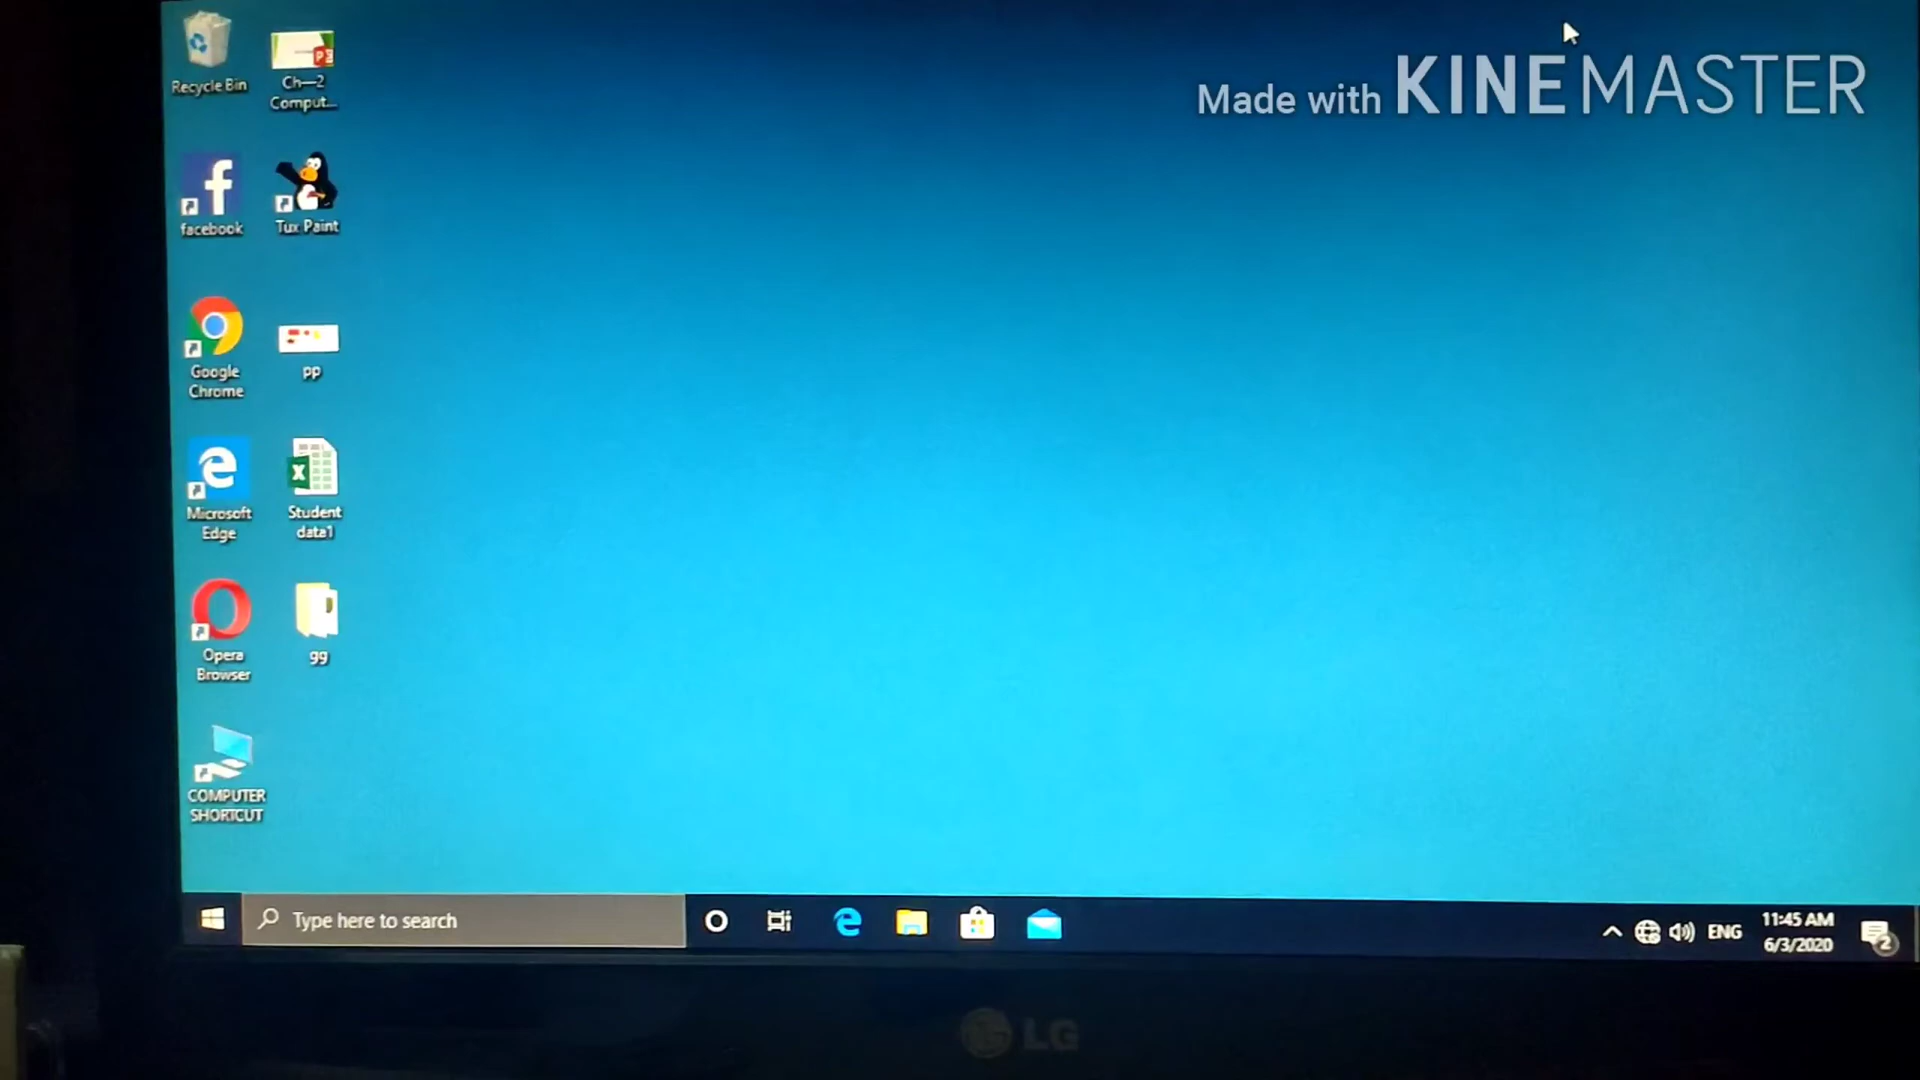 Made with KINEMASTER
Recycle Bin
Ch—2
Comput...
facebook
Tux Paint
Google
Chrome
pp
Microsoft
Edge
Student
data1
Opera
Browser
gg
COMPUTER
SHORTCUT
Type here to search
ENG
11:45 AM
6/3/2020
2
LG